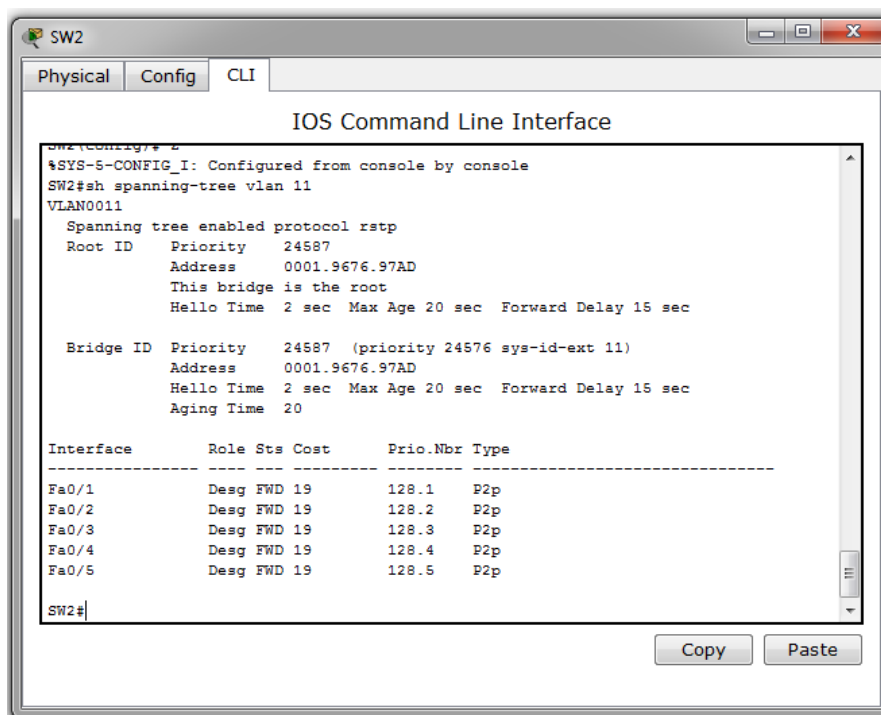 SW2
Physical Config CLI
IOS Command Line Interface
SW2(config)#^Z
%SYS-5-CONFIG_I: Configured from console by console
SW2#sh spanning-tree vlan 11
VLAN0011
  Spanning tree enabled protocol rstp
  Root ID    Priority    24587
             Address     0001.9676.97AD
             This bridge is the root
             Hello Time  2 sec  Max Age 20 sec  Forward Delay 15 sec
  Bridge ID  Priority    24587  (priority 24576 sys-id-ext 11)
             Address     0001.9676.97AD
             Hello Time  2 sec  Max Age 20 sec  Forward Delay 15 sec
             Aging Time  20
Interface        Role Sts Cost      Prio.Nbr Type
---------------- ---- --- --------- -------- --------------------------------
Fa0/1            Desg FWD 19        128.1    P2p
Fa0/2            Desg FWD 19        128.2    P2p
Fa0/3            Desg FWD 19        128.3    P2p
Fa0/4            Desg FWD 19        128.4    P2p
Fa0/5            Desg FWD 19        128.5    P2p
SW2#
Copy Paste